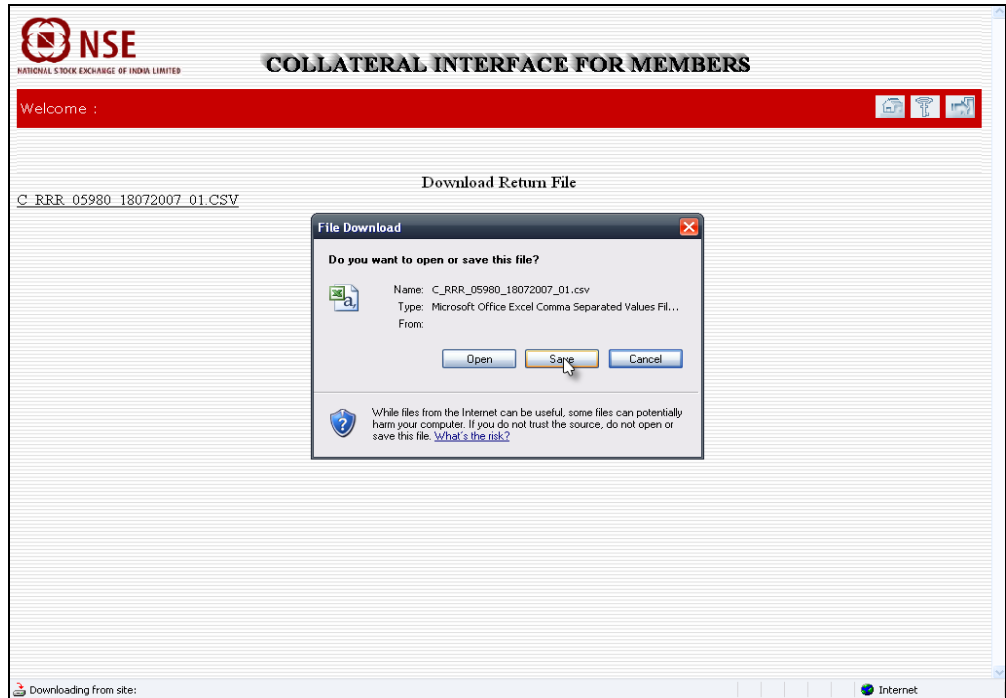 NSE
NATIONAL STOCK EXCHANGE OF INDIA LIMITED
COLLATERAL INTERFACE FOR MEMBERS
Welcome :
Download Return File
C_RRR_05980_18072007_01.CSV
File Download
Do you want to open or save this file?
Name: C_RRR_05980_18072007_01.csv
Type: Microsoft Office Excel Comma Separated Values Fil...
From:
Open Save Cancel
While files from the Internet can be useful, some files can potentially
harm your computer. If you do not trust the source, do not open or
save this file. What's the risk?
Downloading from site: Internet